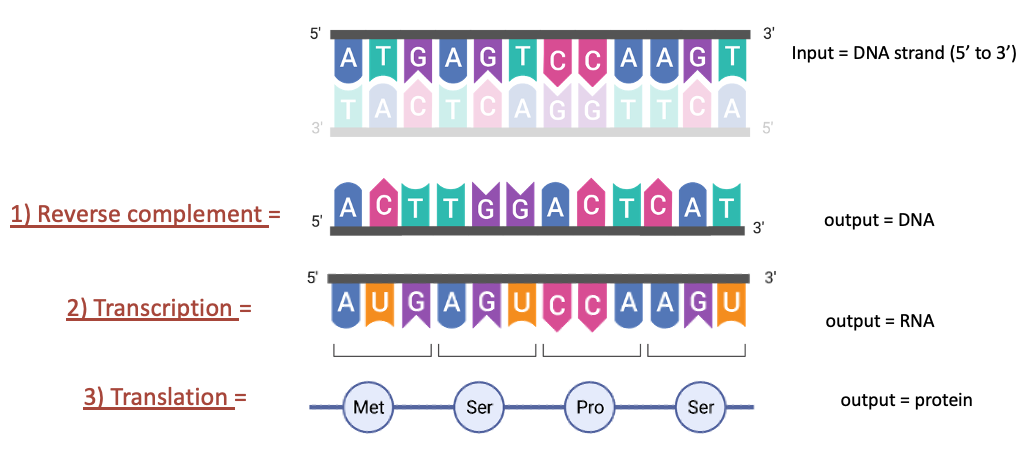 5' A T G A G T C C A A G T 3' Input = DNA strand (5’ to 3’)
3' T A C T C A G G T T C A 5'
1) Reverse complement = 5' A C T T G G A C T C A T 3' output = DNA
2) Transcription = 5' A U G A G U C C A A G U 3' output = RNA
3) Translation = Met Ser Pro Ser output = protein